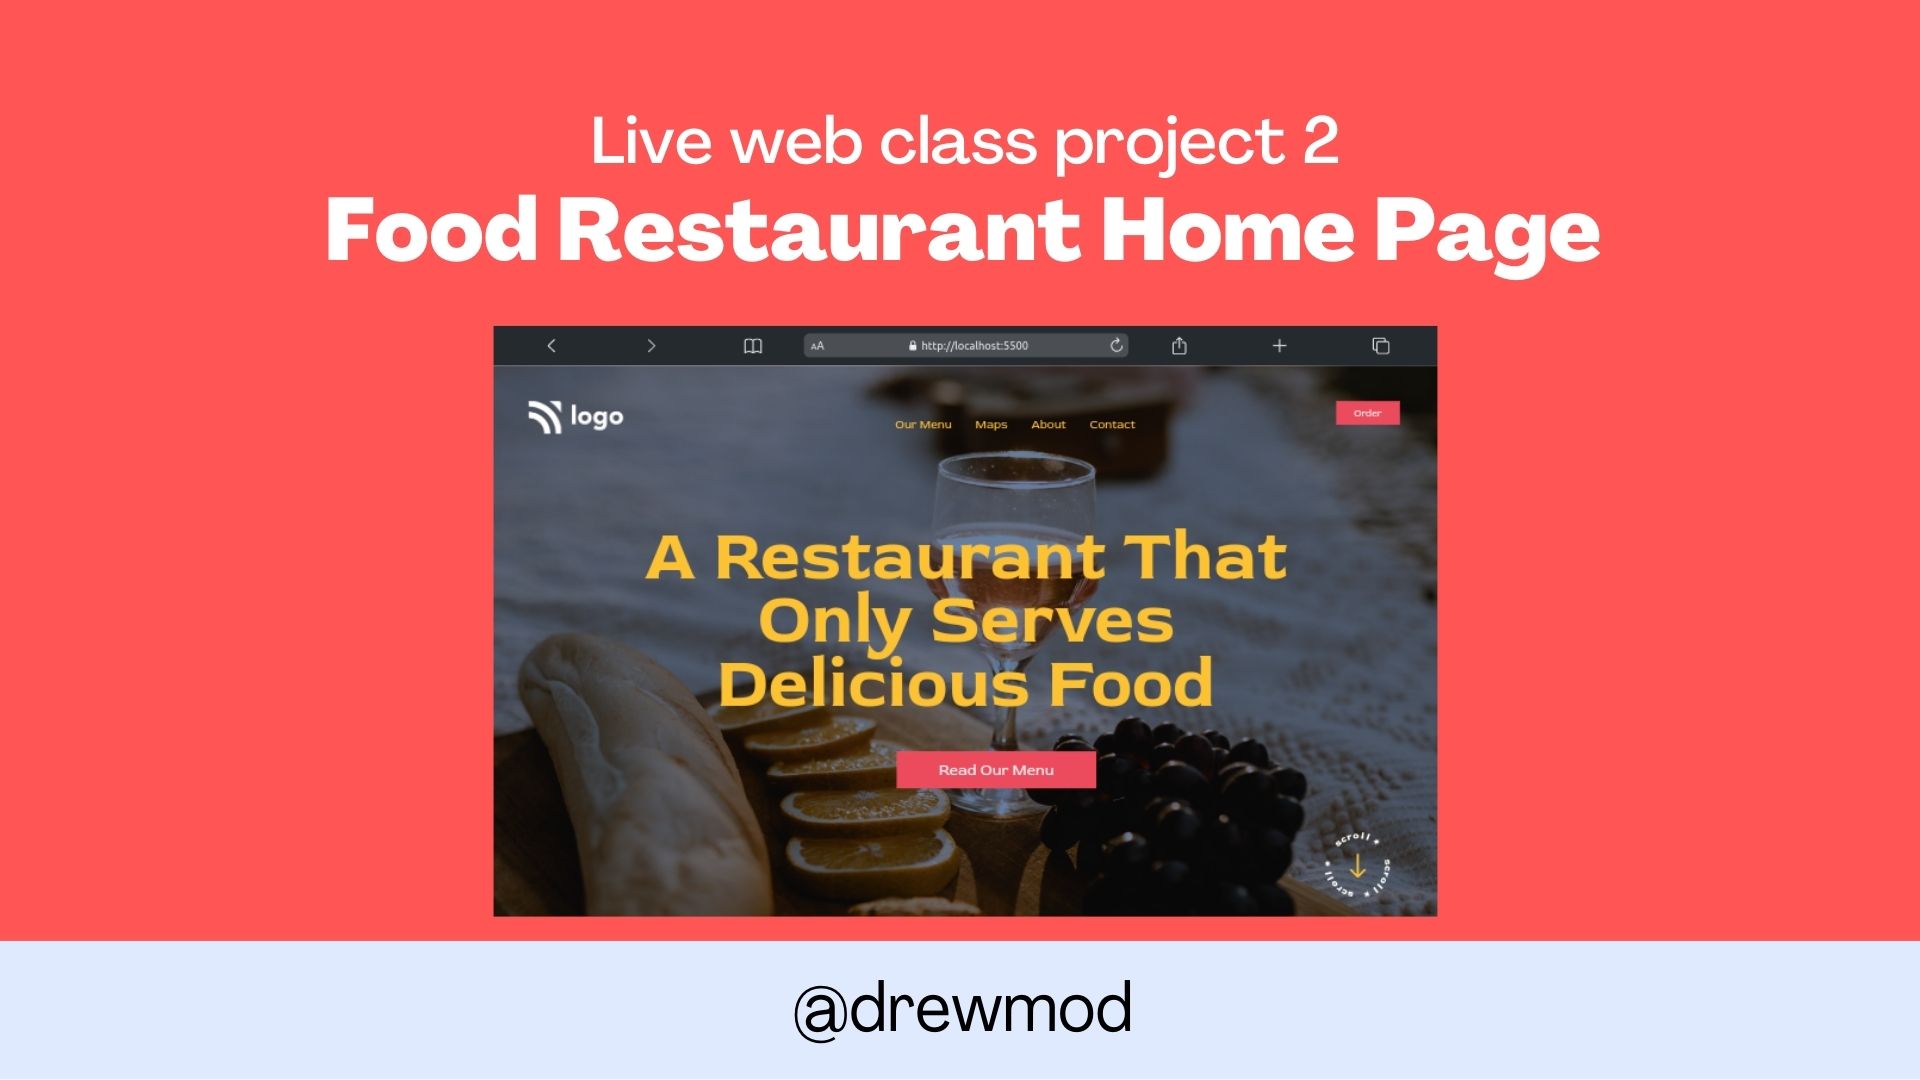 Live web class project 2
Food Restaurant Home Page
AA
http://localhost:5500
logo
Our Menu Maps About Contact
Order
A Restaurant That
Only Serves
Delicious Food
Read Our Menu
scroll * scroll * scroll *
@drewmod